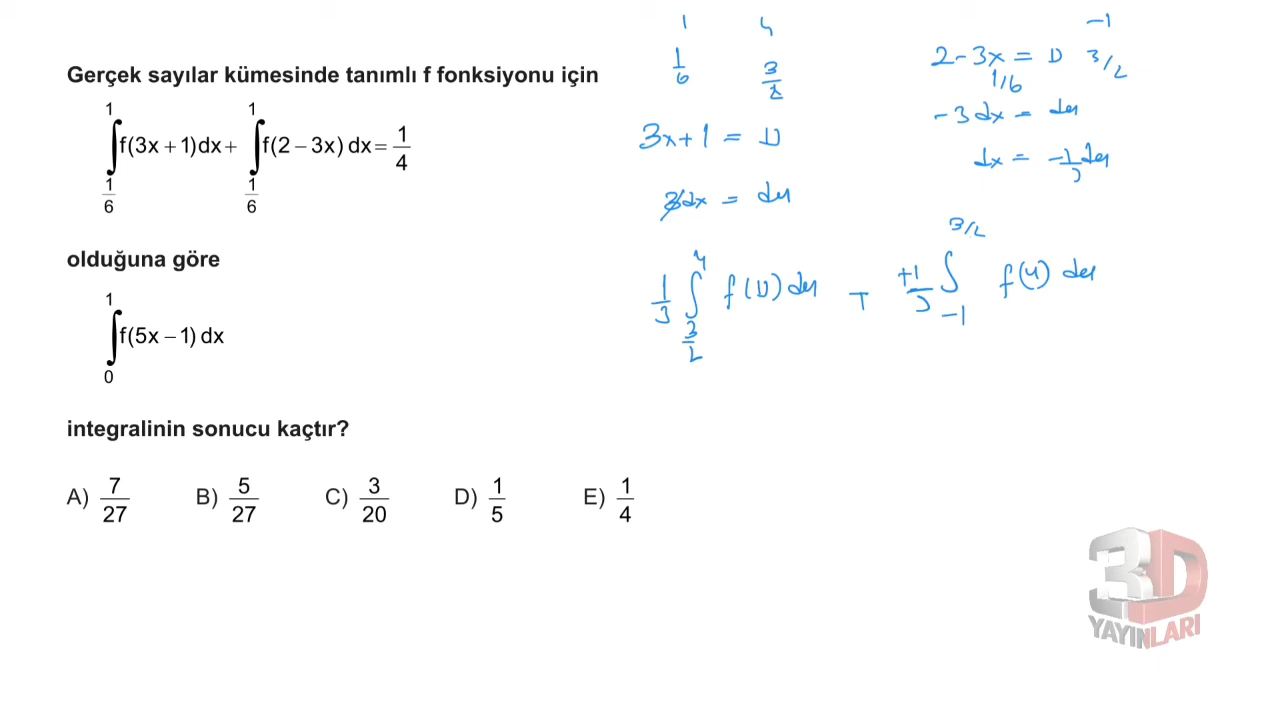 Gerçek sayılar kümesinde tanımlı f fonksiyonu için
∫_{1/6}^{1} f(3x + 1) dx + ∫_{1/6}^{1} f(2 – 3x) dx = 1/4
olduğuna göre
∫_{0}^{1} f(5x – 1) dx
integralinin sonucu kaçtır?
A) 7/27 B) 5/27 C) 3/20 D) 1/5 E) 1/4
1 4
1/6 3/2
3x + 1 = U
3dx = du
-1
2 - 3x = U 3/2
1/6
-3dx = du
dx = -1/3 du
1/3 ∫_{3/2}^{4} f(U) du + +1/3 ∫_{-1}^{3/2} f(u) du
3D
YAYINLARI